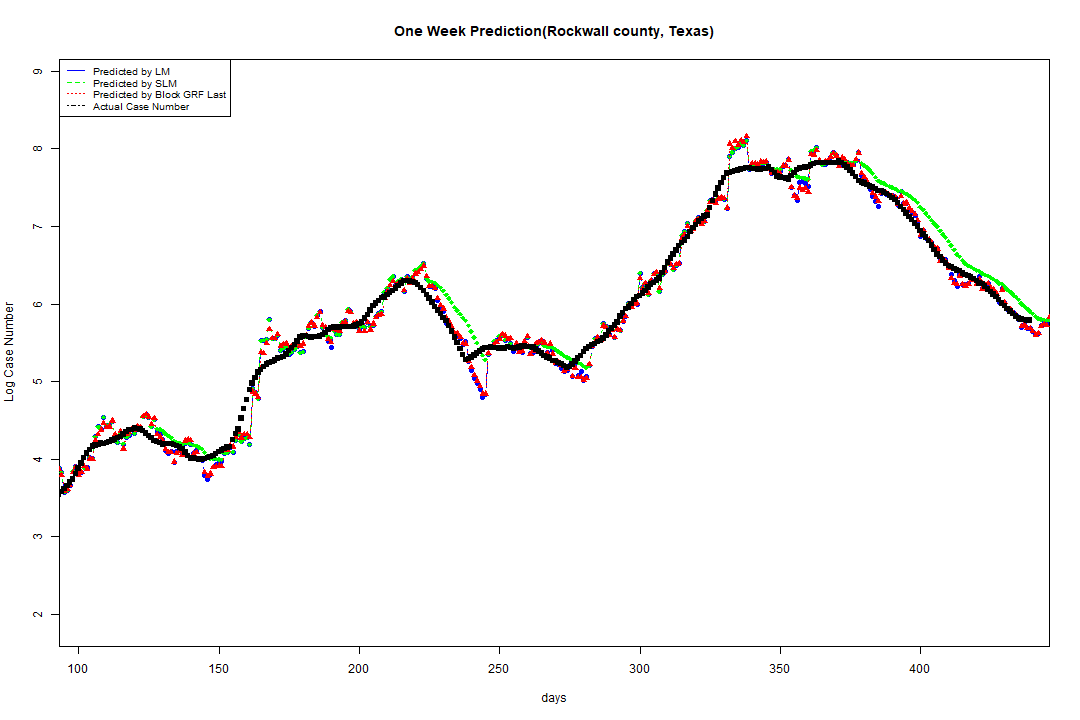 One Week Prediction(Rockwall county, Texas)
Predicted by LM
Predicted by SLM
Predicted by Block GRF Last
Actual Case Number
9
8
7
6
5
4
3
2
Log Case Number
100 150 200 250 300 350 400
days